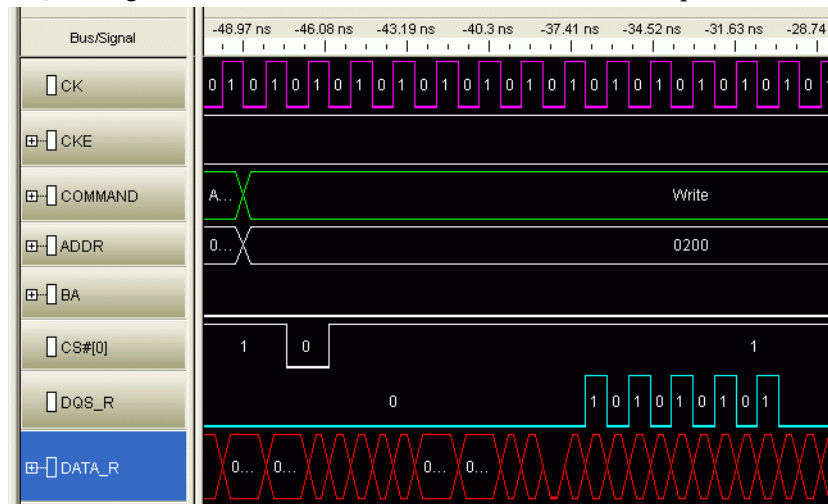 Bus/Signal
-48.97 ns -46.08 ns -43.19 ns -40.3 ns -37.41 ns -34.52 ns -31.63 ns -28.74
CK 0 1 0 1 0 1 0 1 0 1 0 1 0 1 0 1 0 1 0 1 0 1 0 1 0 1 0 1 0
CKE
COMMAND A... Write
ADDR 0... 0200
BA
CS#[0] 1 0 1
DQS_R 0 1 0 1 0 1 0 1 0 1
DATA_R 0... 0... 0... 0...